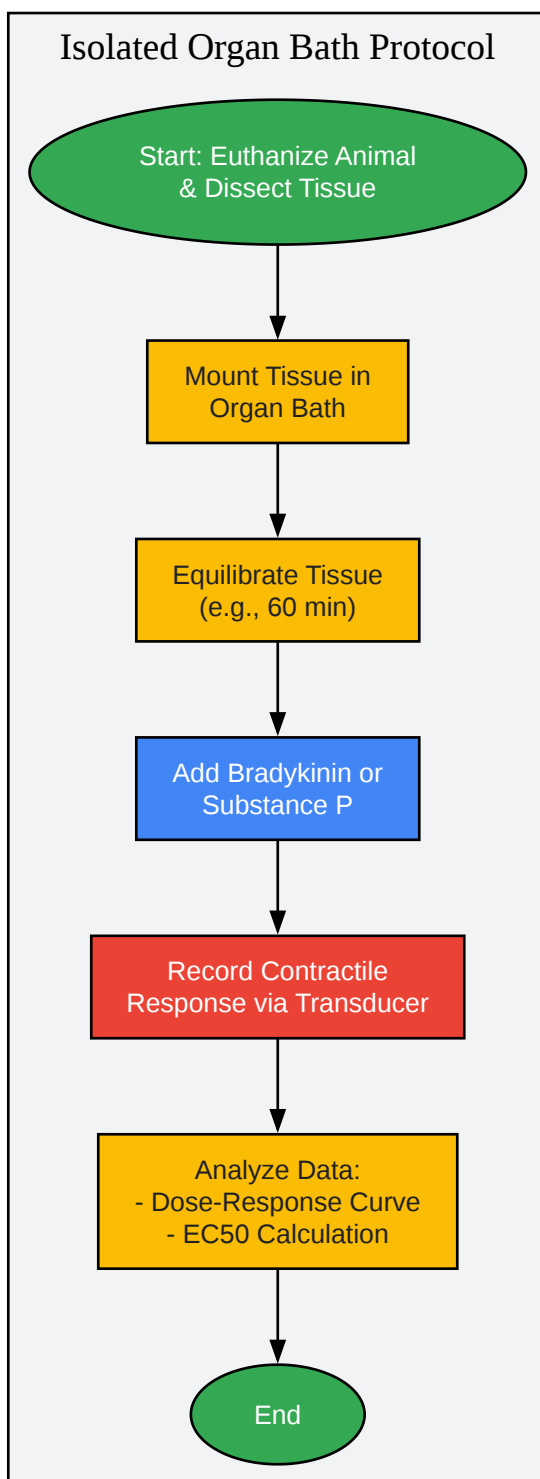 Isolated Organ Bath Protocol
Start: Euthanize Animal
& Dissect Tissue
Mount Tissue in
Organ Bath
Equilibrate Tissue
(e.g., 60 min)
Add Bradykinin or
Substance P
Record Contractile
Response via Transducer
Analyze Data:
- Dose-Response Curve
- EC50 Calculation
End